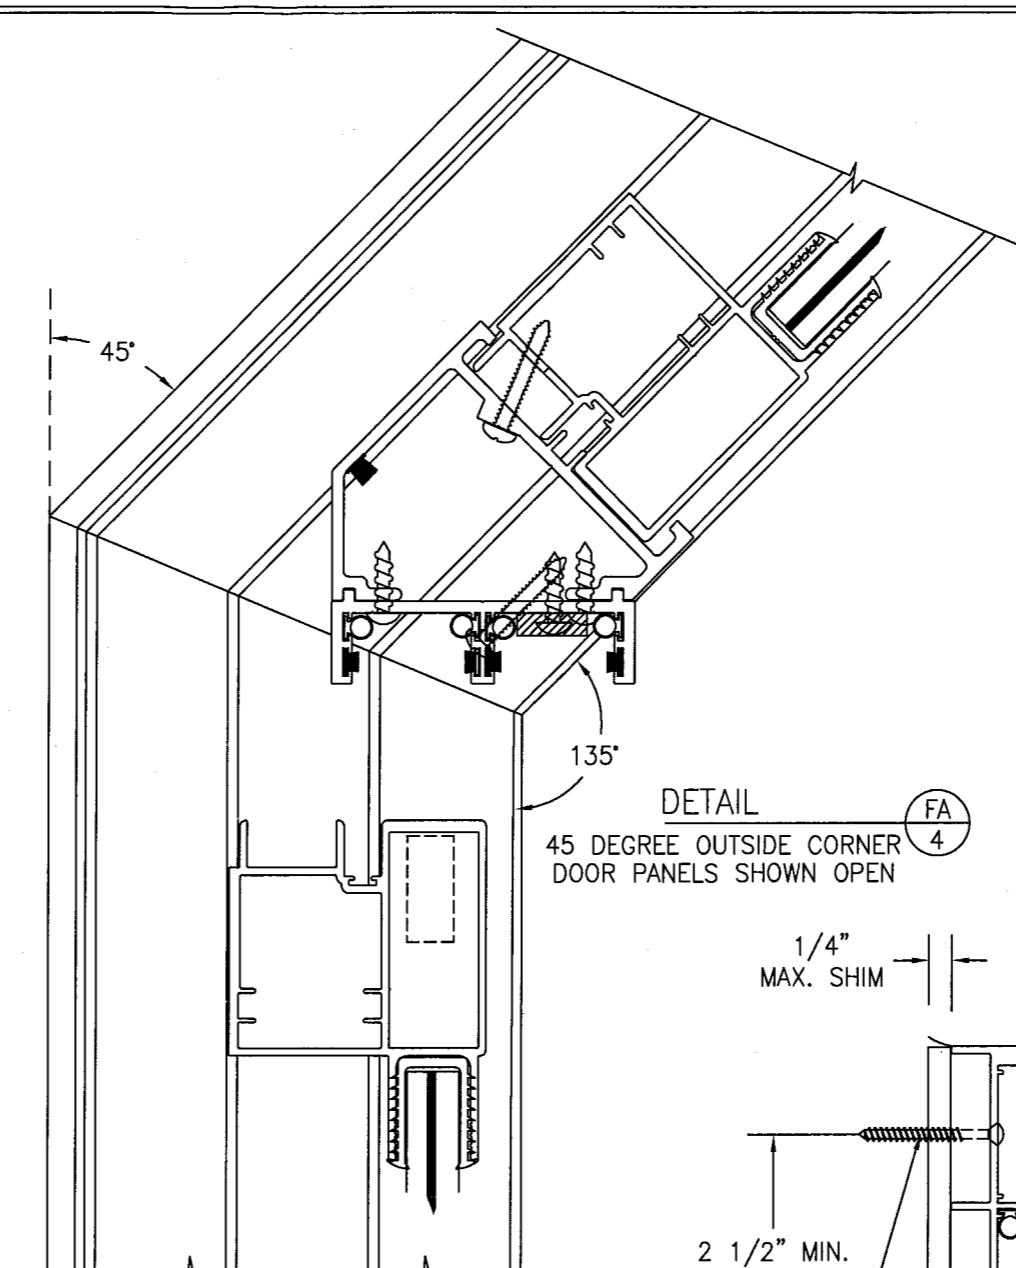 45°
135°
DETAIL
FA
4
45 DEGREE OUTSIDE CORNER
DOOR PANELS SHOWN OPEN
1/4"
MAX. SHIM
2 1/2" MIN.